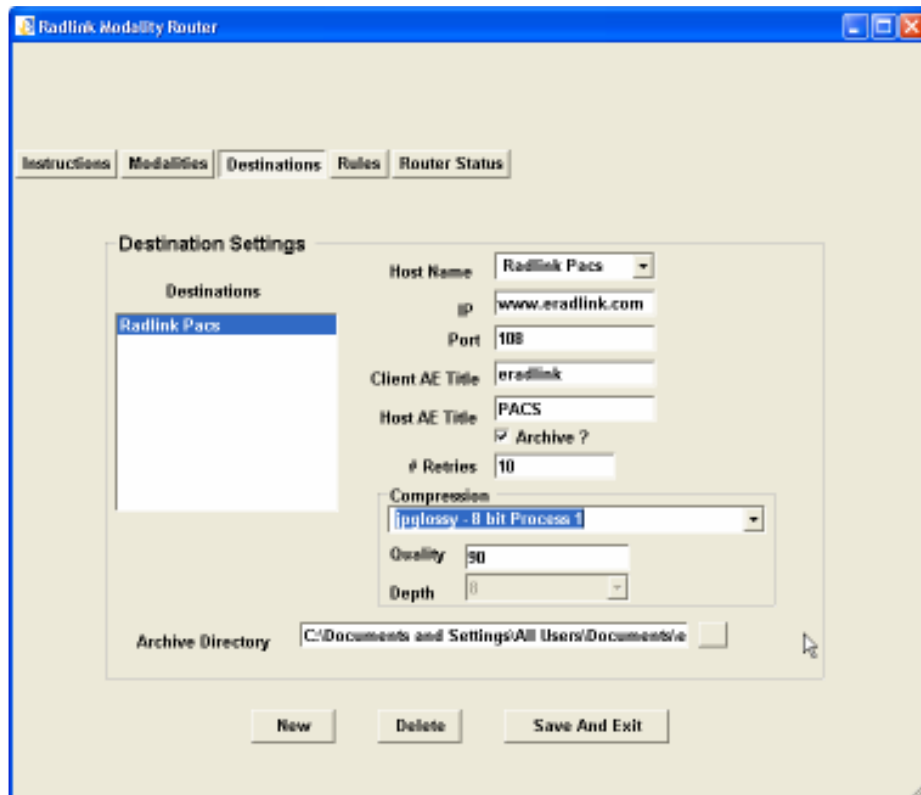 Radlink Modality Router
Instructions Modalities Destinations Rules Router Status
Destination Settings
Destinations
Radlink Pacs
Host Name Radlink Pacs
IP www.eradlink.com
Port 108
Client AE Title eradlink
Host AE Title PACS
Archive ?
# Retries 10
Compression
jpglossy - 8 bit Process 1
Quality 90
Depth 8
Archive Directory C:\Documents and Settings\All Users\Documents\e
New Delete Save And Exit